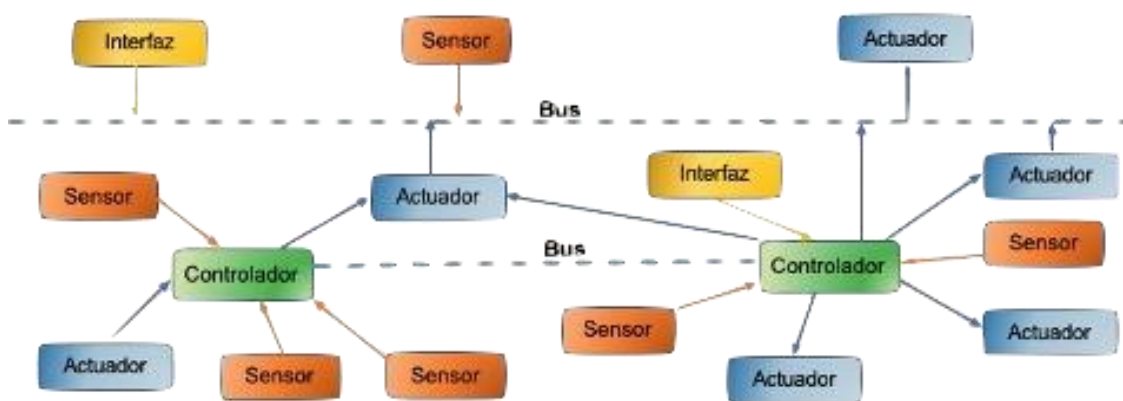 Interfaz
Sensor
Actuador
Bus
Sensor
Actuador
Interfaz
Actuador
Controlador
Bus
Controlador
Sensor
Actuador
Sensor
Sensor
Sensor
Actuador
Actuador